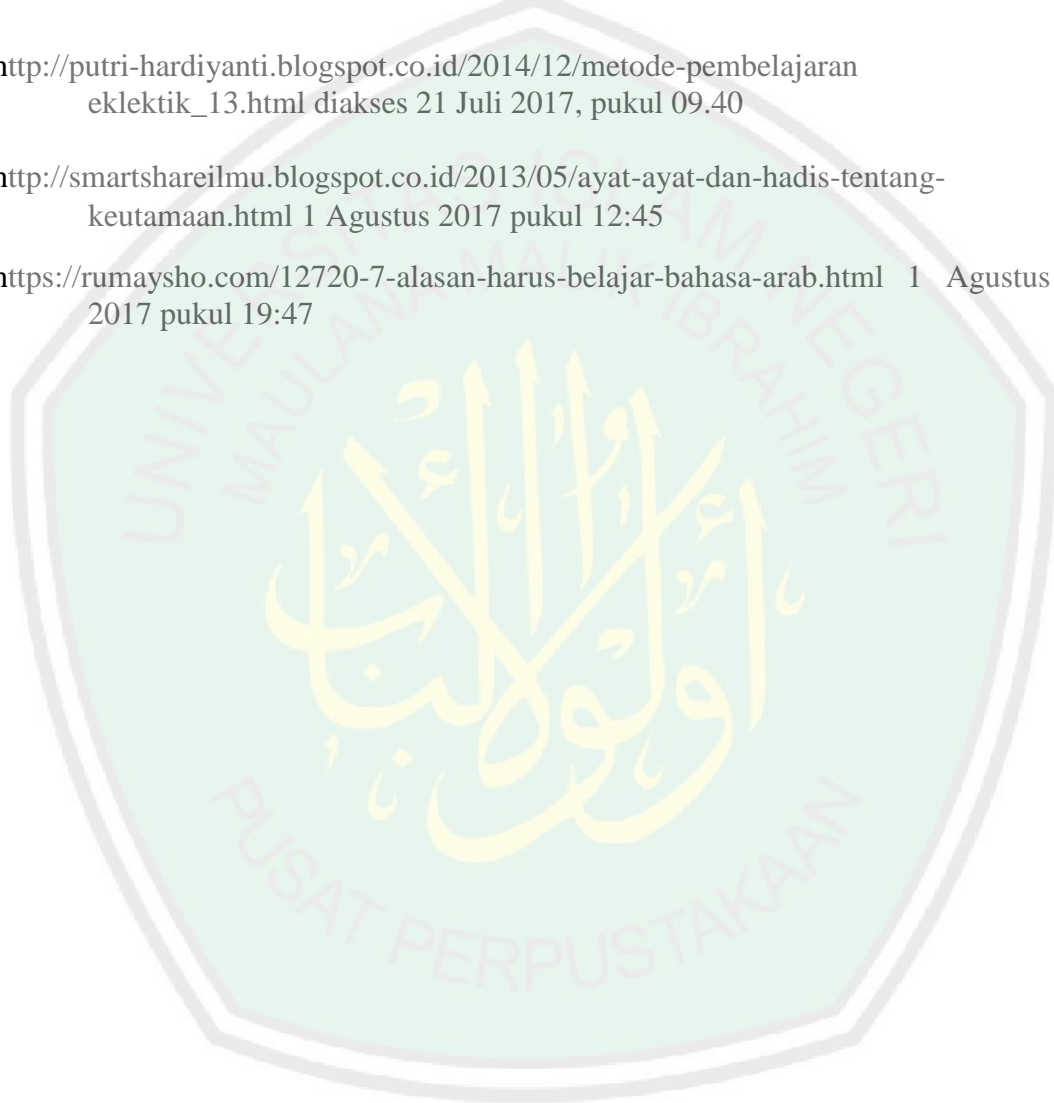 http://putri-hardiyanti.blogspot.co.id/2014/12/metode-pembelajaran
eklektik_13.html diakses 21 Juli 2017, pukul 09.40
http://smartshareilmu.blogspot.co.id/2013/05/ayat-ayat-dan-hadis-tentang-
keutamaan.html 1 Agustus 2017 pukul 12:45
https://rumaysho.com/12720-7-alasan-harus-belajar-bahasa-arab.html 1 Agustus
2017 pukul 19:47
UNIVERSITAS ISLAM NEGERI
MAULANA MALIK IBRAHIM
أولوا الألباب
PUSAT PERPUSTAKAAN